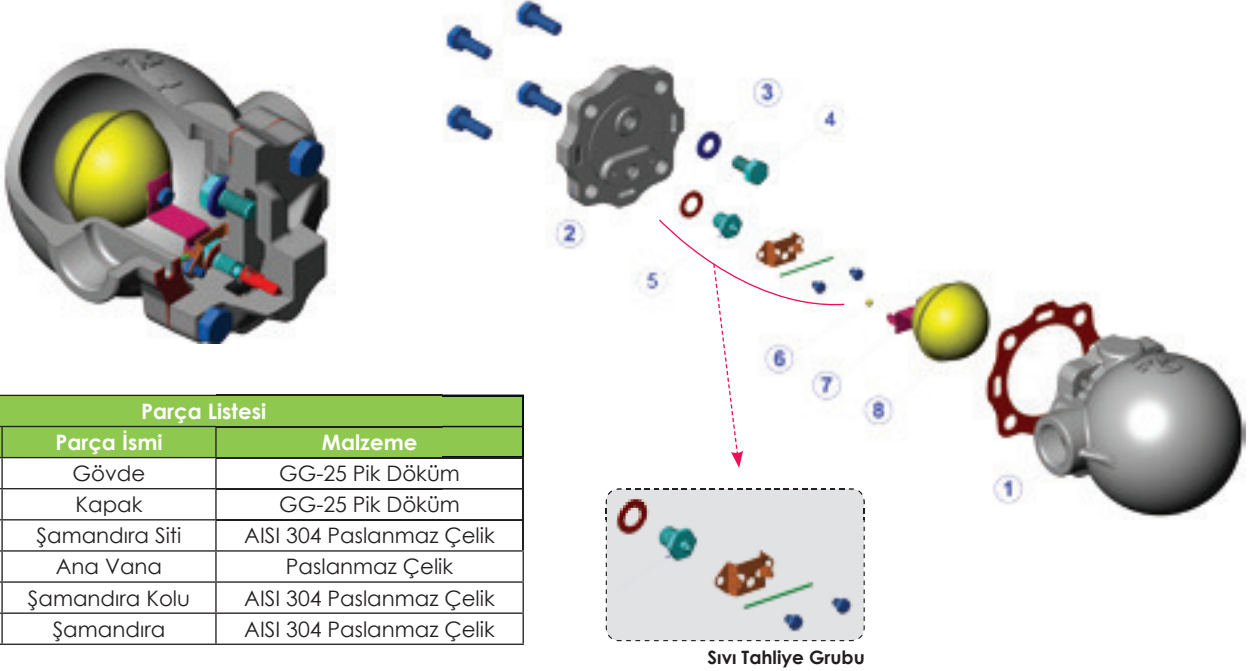 3
4
2
5
6
7
8
1
Parça Listesi
Parça İsmi Malzeme
Gövde GG-25 Pik Döküm
Kapak GG-25 Pik Döküm
Şamandıra Siti AISI 304 Paslanmaz Çelik
Ana Vana Paslanmaz Çelik
Şamandıra Kolu AISI 304 Paslanmaz Çelik
Şamandıra AISI 304 Paslanmaz Çelik
Sıvı Tahliye Grubu